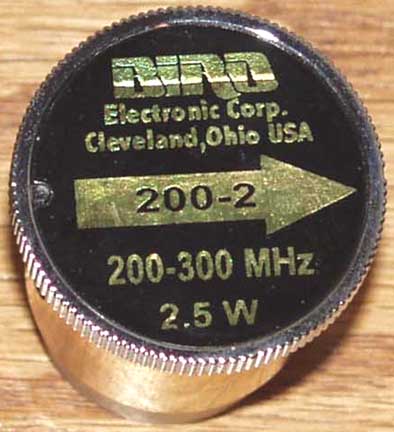 BIRD
Electronic Corp.
Cleveland, Ohio USA
200-2
200-300 MHz
2.5 W